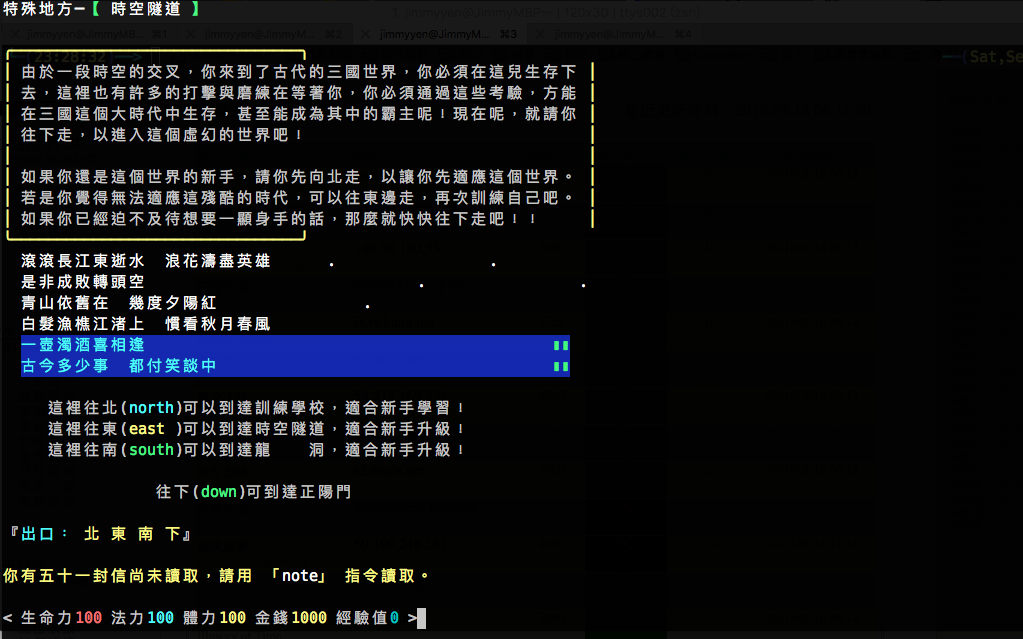 特殊地方─【 時空隧道 】
1. jimmyyen@JimmyMBR:~
jimmyyen@JimmyMB... ⌘1 jimmyyen@JimmyM... ⌘2 jimmyyen@JimmyM... ⌘3 jimmyyen@JimmyM... ⌘4
(23:28:32) (Sat,Se
由於一段時空的交叉，你來到了古代的三國世界，你必須在這兒生存下
去，這裡也有許多的打擊與磨練在等著你，你必須通過這些考驗，方能
在三國這個大時代中生存，甚至能成為其中的霸主呢！現在呢，就請你
往下走，以進入這個虛幻的世界吧！
如果你還是這個世界的新手，請你先向北走，以讓你先適應這個世界。
若是你覺得無法適應這殘酷的時代，可以往東邊走，再次訓練自己吧。
如果你已經迫不及待想要一顯身手的話，那麼就快快往下走吧！！
滾滾長江東逝水 浪花濤盡英雄
是非成敗轉頭空
青山依舊在 幾度夕陽紅
白髮漁樵江渚上 慣看秋月春風
一壺濁酒喜相逢
古今多少事 都付笑談中
這裡往北(north)可以到達訓練學校，適合新手學習！
這裡往東(east )可以到達時空隧道，適合新手升級！
這裡往南(south)可以到達龍 洞，適合新手升級！
往下(down)可到達正陽門
『出口： 北 東 南 下』
你有五十一封信尚未讀取，請用 「note」 指令讀取。
< 生命力100 法力100 體力100 金錢1000 經驗值0 >